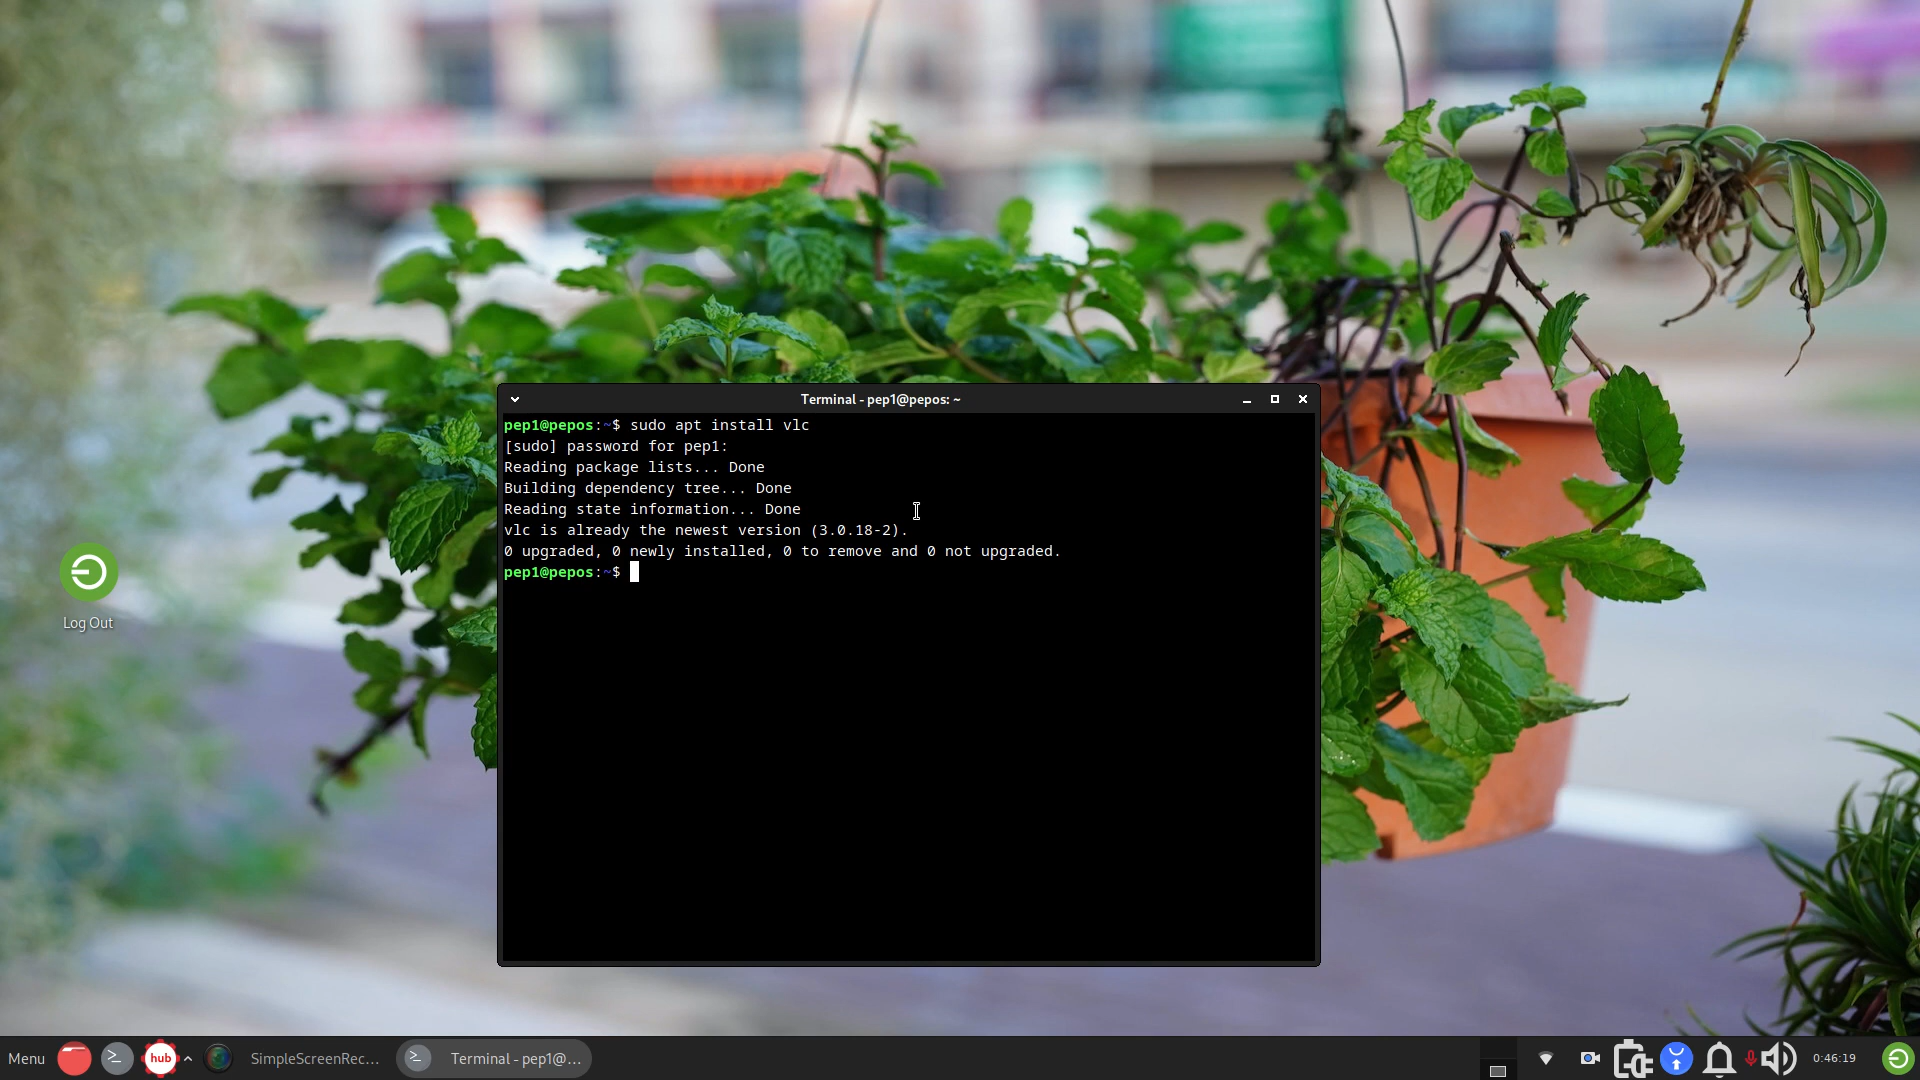 Terminal - pep1@pepos: ~
pep1@pepos:~$ sudo apt install vlc
[sudo] password for pep1:
Reading package lists... Done
Building dependency tree... Done
Reading state information... Done
vlc is already the newest version (3.0.18-2).
0 upgraded, 0 newly installed, 0 to remove and 0 not upgraded.
pep1@pepos:~$
Log Out
Menu
hub
SimpleScreenRec...
Terminal - pep1@...
0:46:19